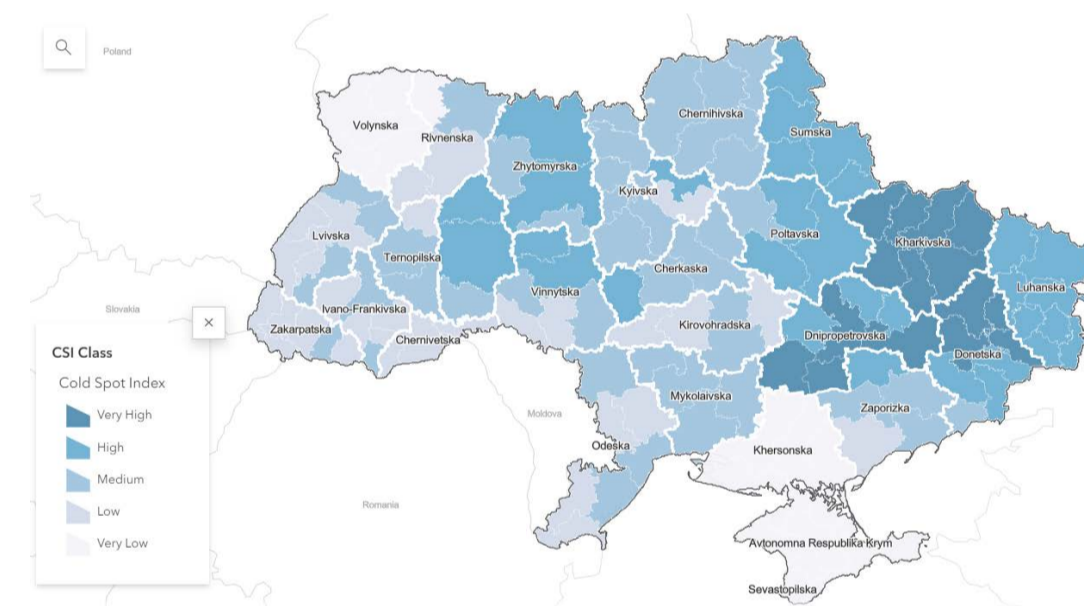 Poland
Chernihivska
Volynska
Rivnenska
Sumska
Zhytomyrska
Kyivska
Lvivska
Poltavska
Kharkivska
Ternopilska
Cherkaska
Vinnytska
Luhanska
Slovakia
Ivano-Frankivska
Zakarpatska
Chernivetska
Kirovohradska
Dnipropetrovska
Donetska
×
CSI Class
Cold Spot Index
Very High
High
Medium
Low
Very Low
Mykolaivska
Zaporizka
Moldova
Odeska
Khersonska
Romania
Avtonomna Respublika Krym
Sevastopilska